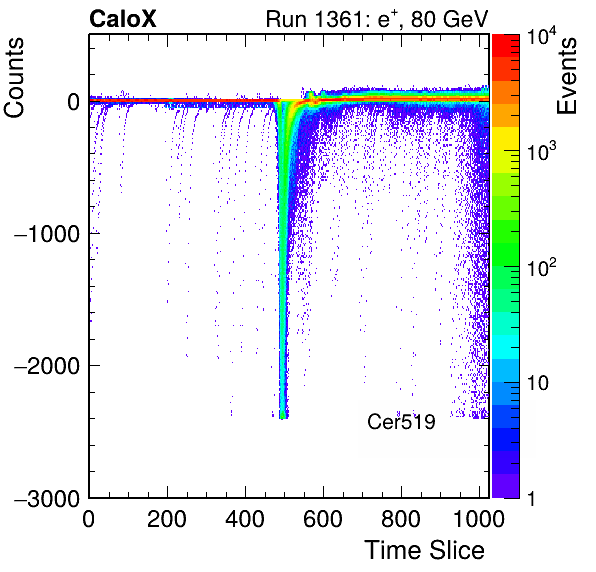 CaloX
Run 1361: e⁺, 80 GeV
Counts
0
−1000
−2000
−3000
0 200 400 600 800 1000
Time Slice
Cer519
Events
10⁴
10³
10²
10
1